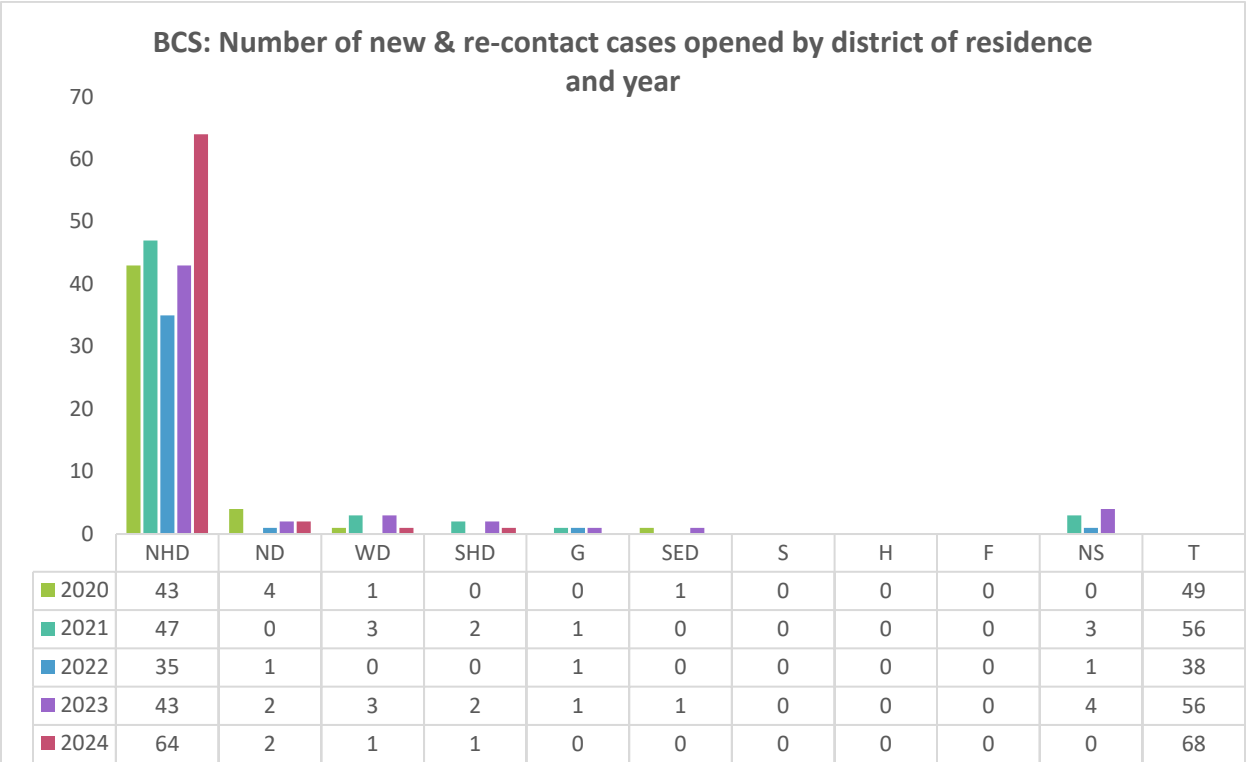 BCS: Number of new & re-contact cases opened by district of residence
and year
70
60
50
40
30
20
10
0
NHD ND WD SHD G SED S H F NS T
2020 43 4 1 0 0 1 0 0 0 0 49
2021 47 0 3 2 1 0 0 0 0 3 56
2022 35 1 0 0 1 0 0 0 0 1 38
2023 43 2 3 2 1 1 0 0 0 4 56
2024 64 2 1 1 0 0 0 0 0 0 68